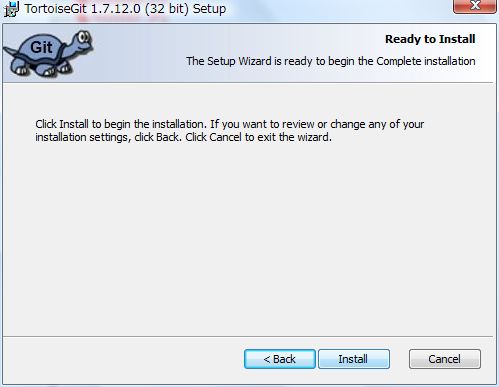 TortoiseGit 1.7.12.0 (32 bit) Setup
Git
Ready to Install
The Setup Wizard is ready to begin the Complete installation
Click Install to begin the installation. If you want to review or change any of your
installation settings, click Back. Click Cancel to exit the wizard.
< Back
Install
Cancel